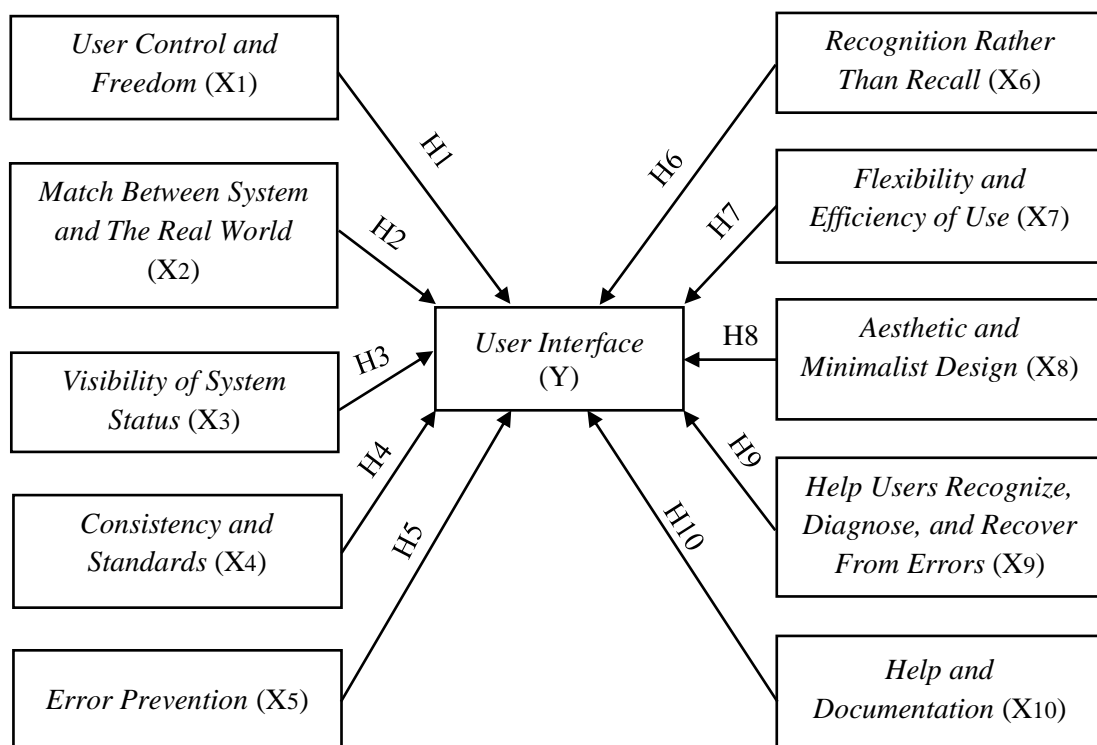 User Control and
Freedom (X1)
Match Between System
and The Real World
(X2)
Visibility of System
Status (X3)
Consistency and
Standards (X4)
Error Prevention (X5)
H1
H2
H3
H4
H5
User Interface
(Y)
H6
H7
H8
H9
H10
Recognition Rather
Than Recall (X6)
Flexibility and
Efficiency of Use (X7)
Aesthetic and
Minimalist Design (X8)
Help Users Recognize,
Diagnose, and Recover
From Errors (X9)
Help and
Documentation (X10)